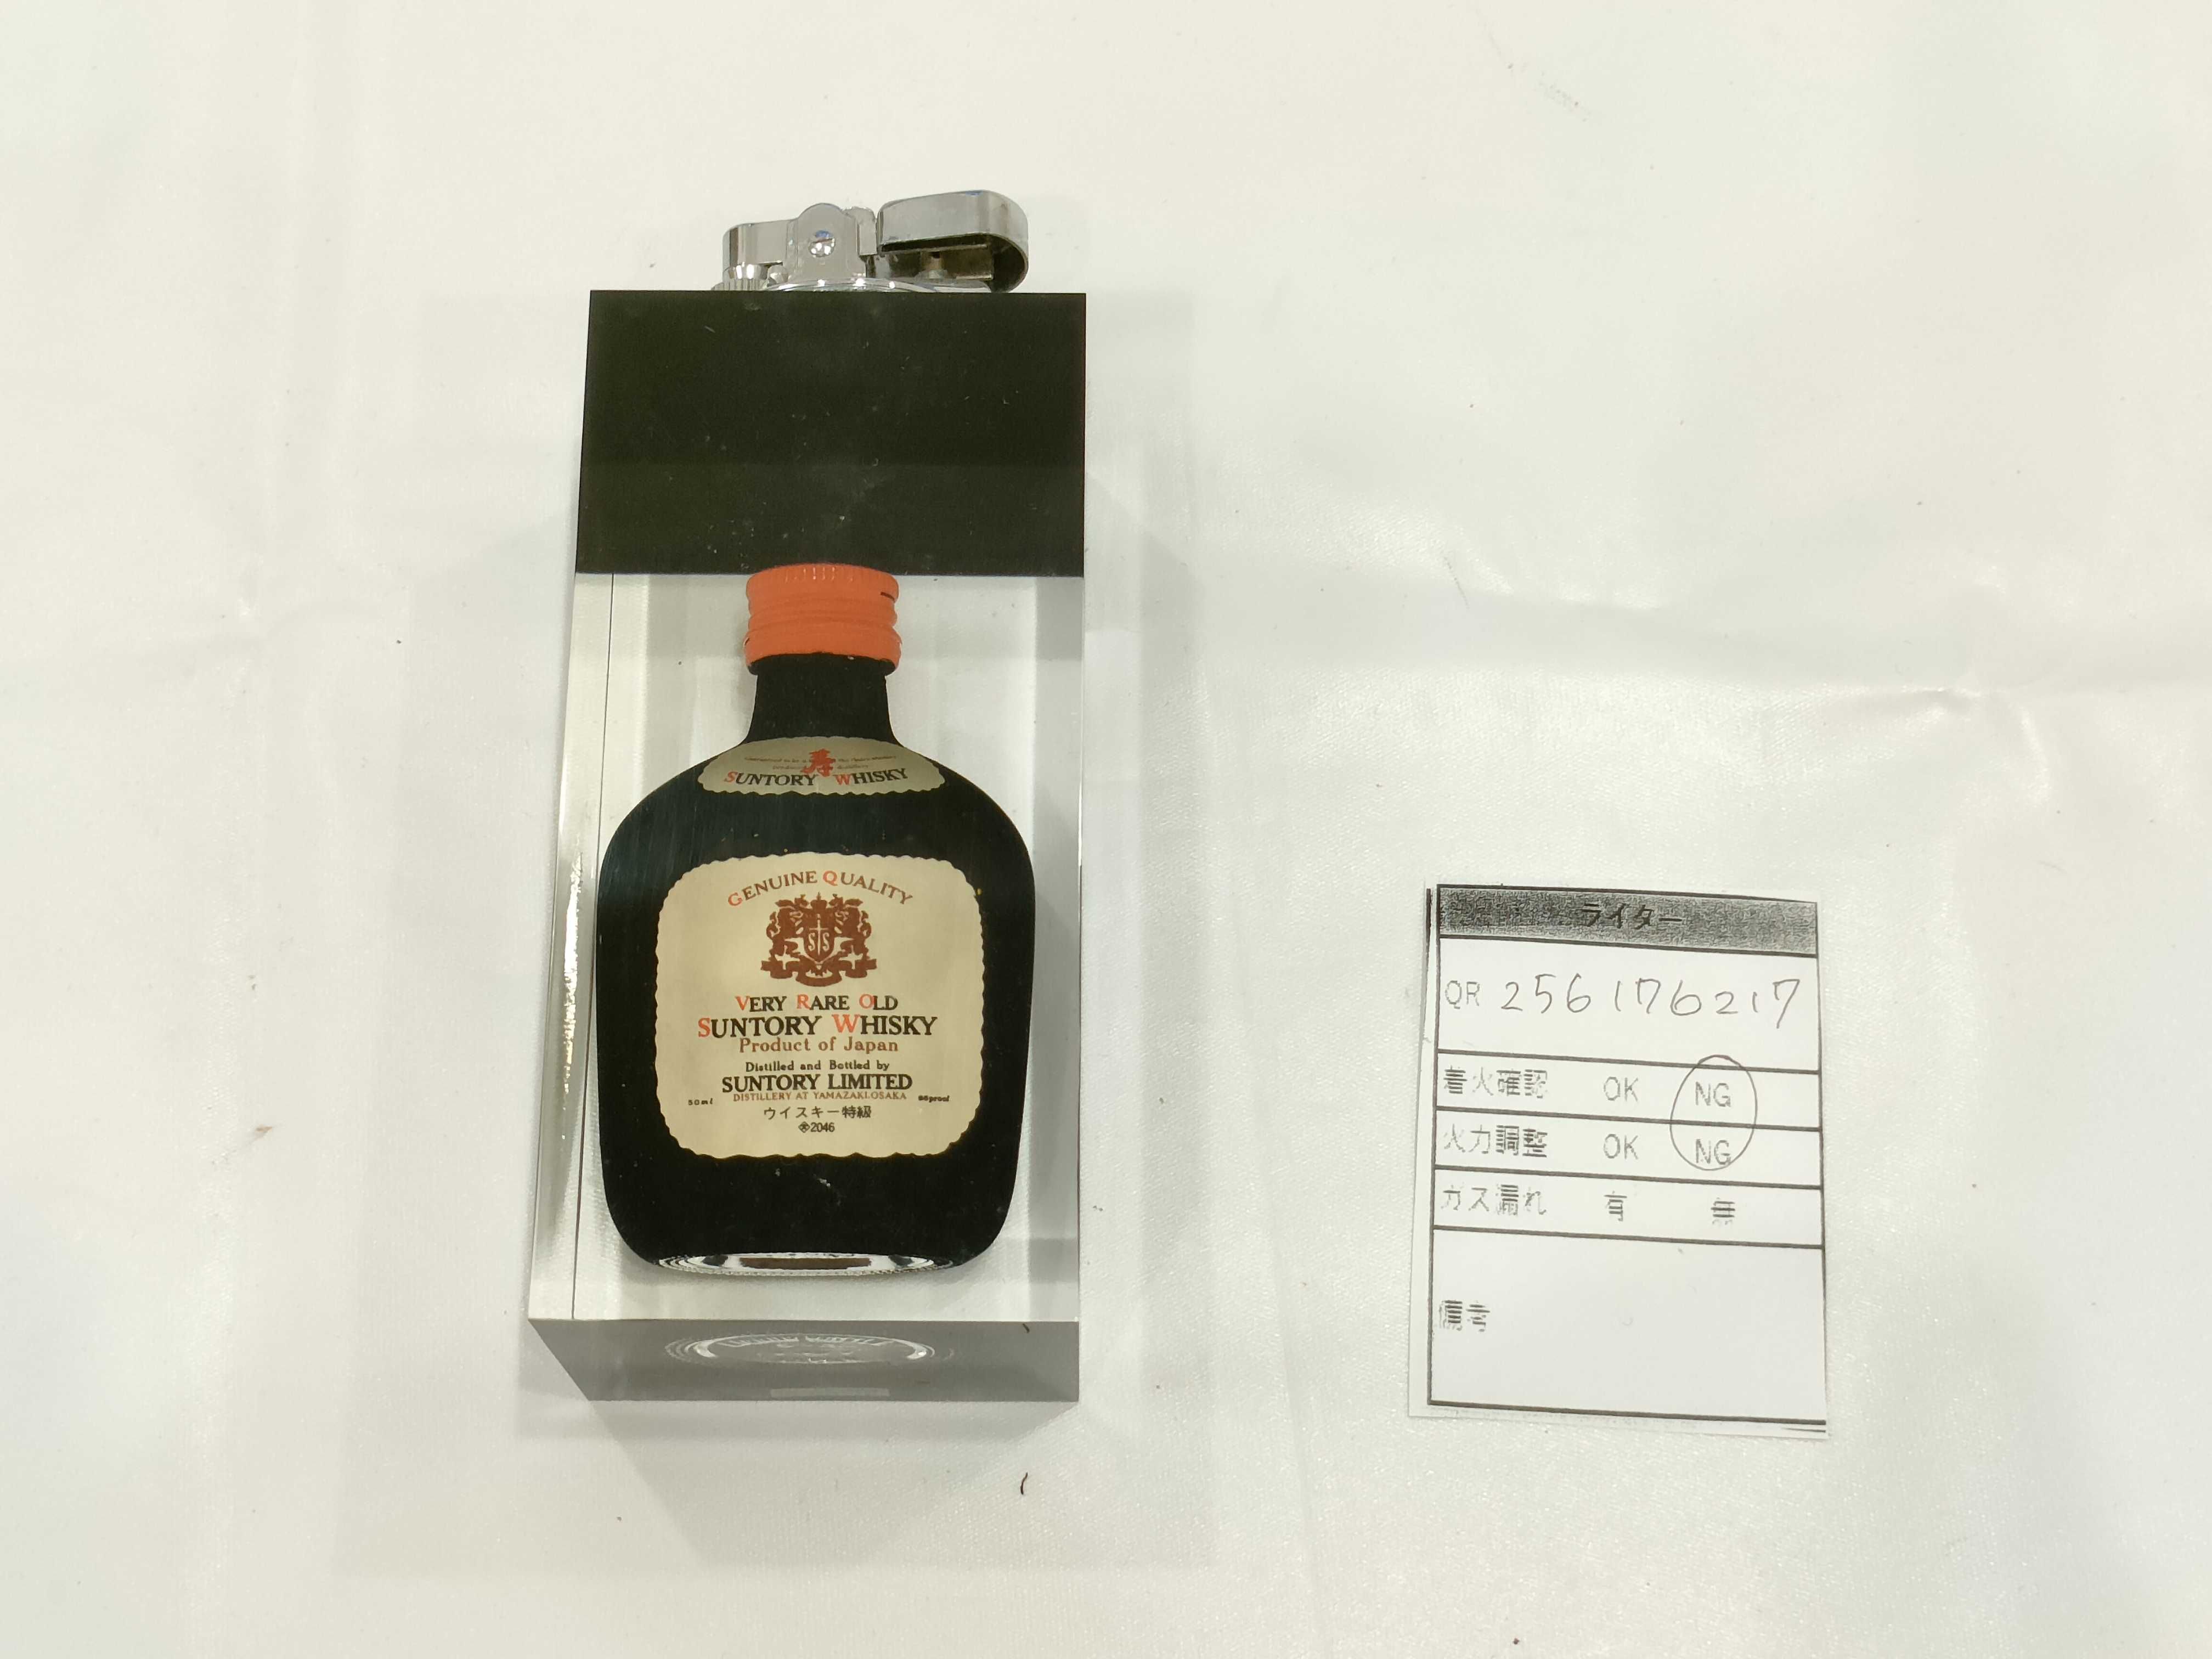 寿
SUNTORY WHISKY
GENUINE QUALITY
SS
VERY RARE OLD
SUNTORY WHISKY
Product of Japan
Distilled and Bottled by
SUNTORY LIMITED
DISTILLERY AT YAMAZAKI.OSAKA
50ml 86proof
ウイスキー特級
2046
ライター
QR 256176217
着火確認 OK NG
火力調整 OK NG
ガス漏れ 有 無
備考